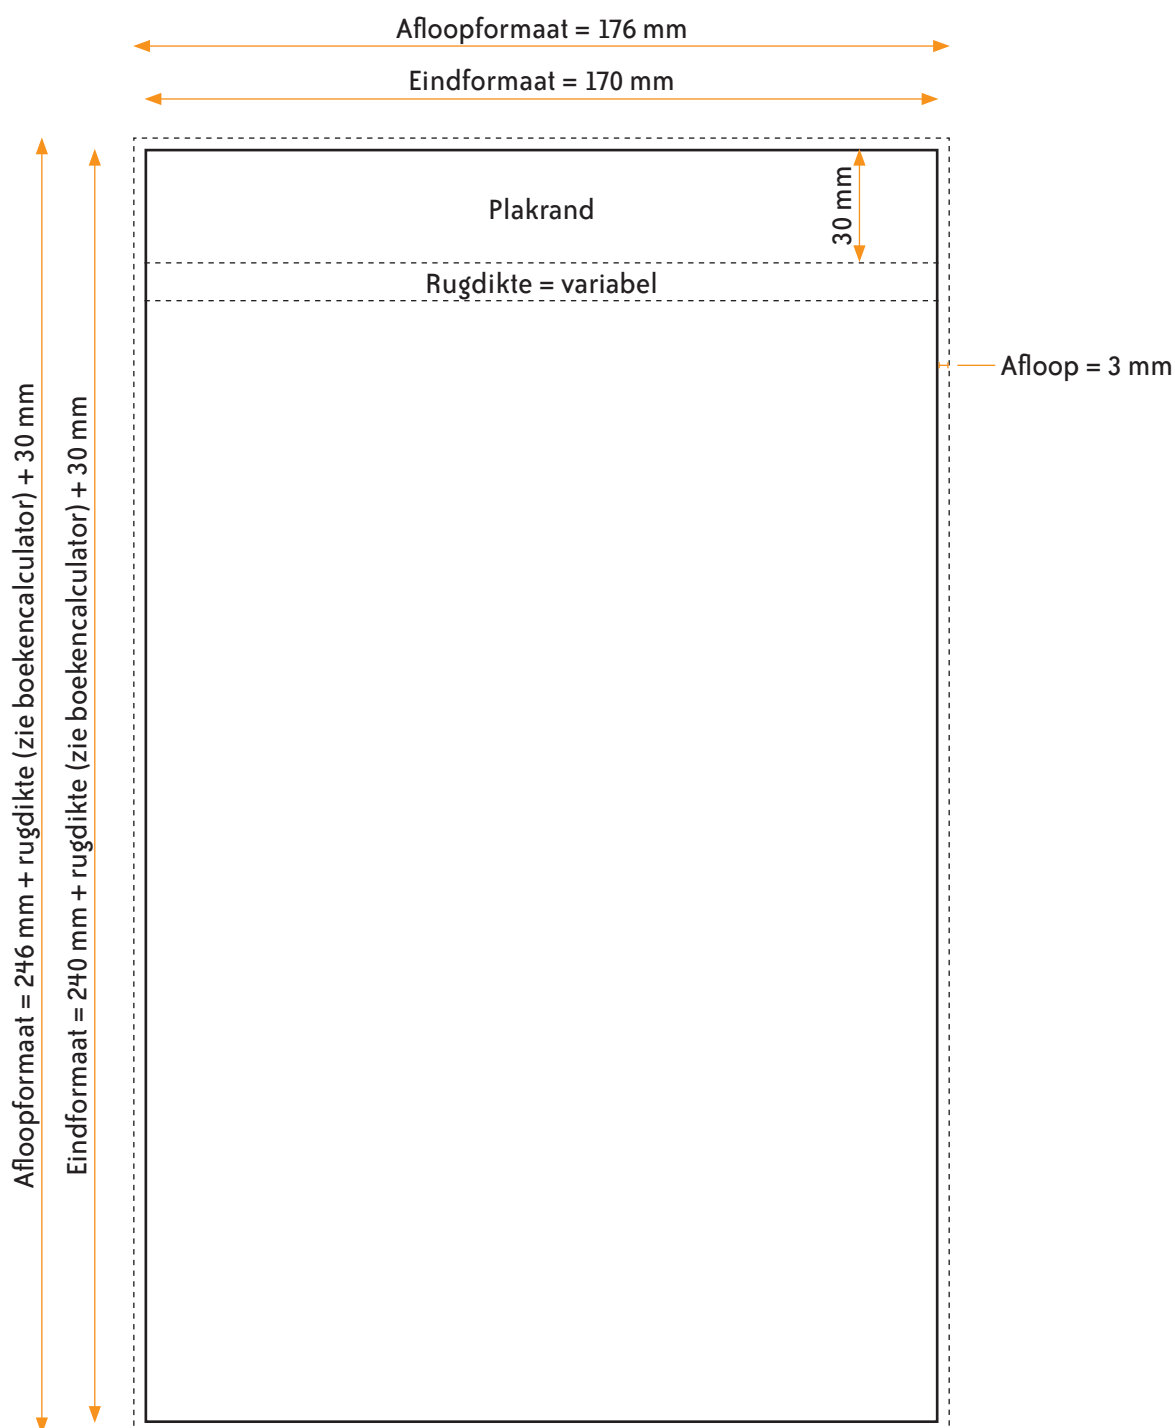 Afloopformaat = 176 mm
Eindformaat = 170 mm
Plakrand
30 mm
Rugdikte = variabel
Afloop = 3 mm
Afloopformaat = 246 mm + rugdikte (zie boekencalculator) + 30 mm
Eindformaat = 240 mm + rugdikte (zie boekencalculator) + 30 mm